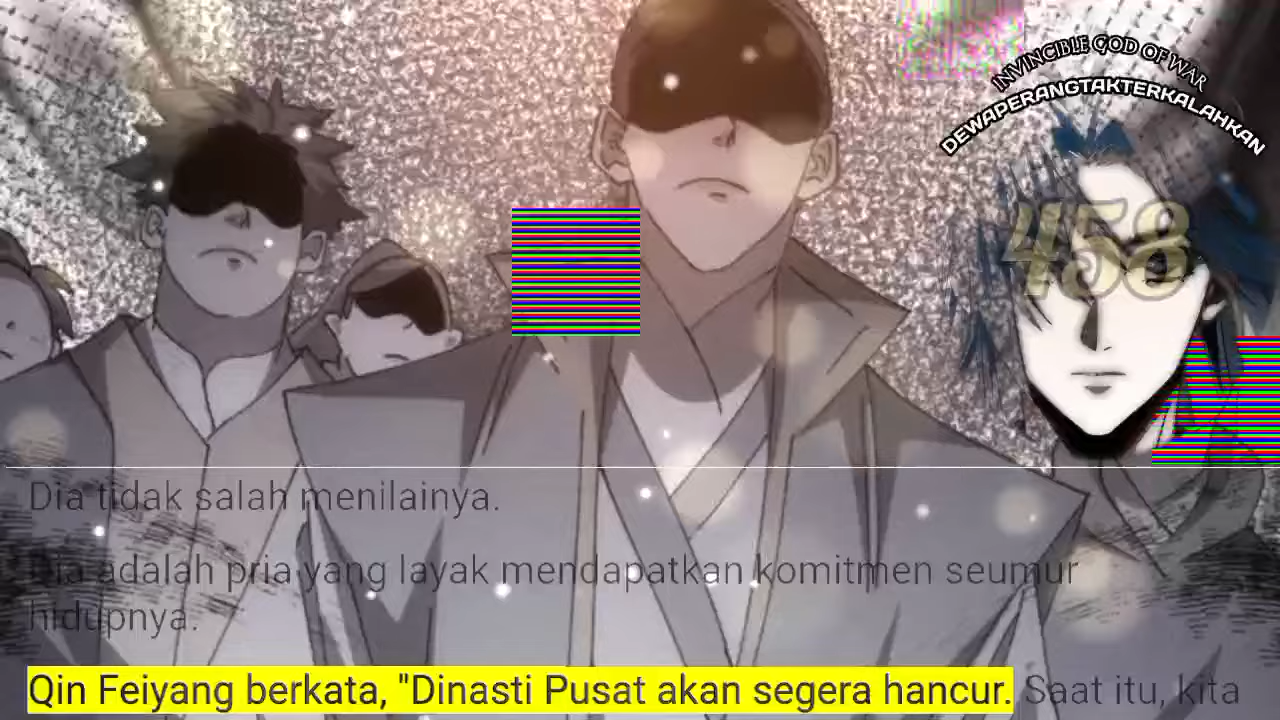 INVINCIBLE GOD OF WAR
DEWAPERANGTAKTERKALAHKAN
458
Dia tidak salah menilainya.
Dia adalah pria yang layak mendapatkan komitmen seumur
hidupnya.
Qin Feiyang berkata, "Dinasti Pusat akan segera hancur. Saat itu, kita